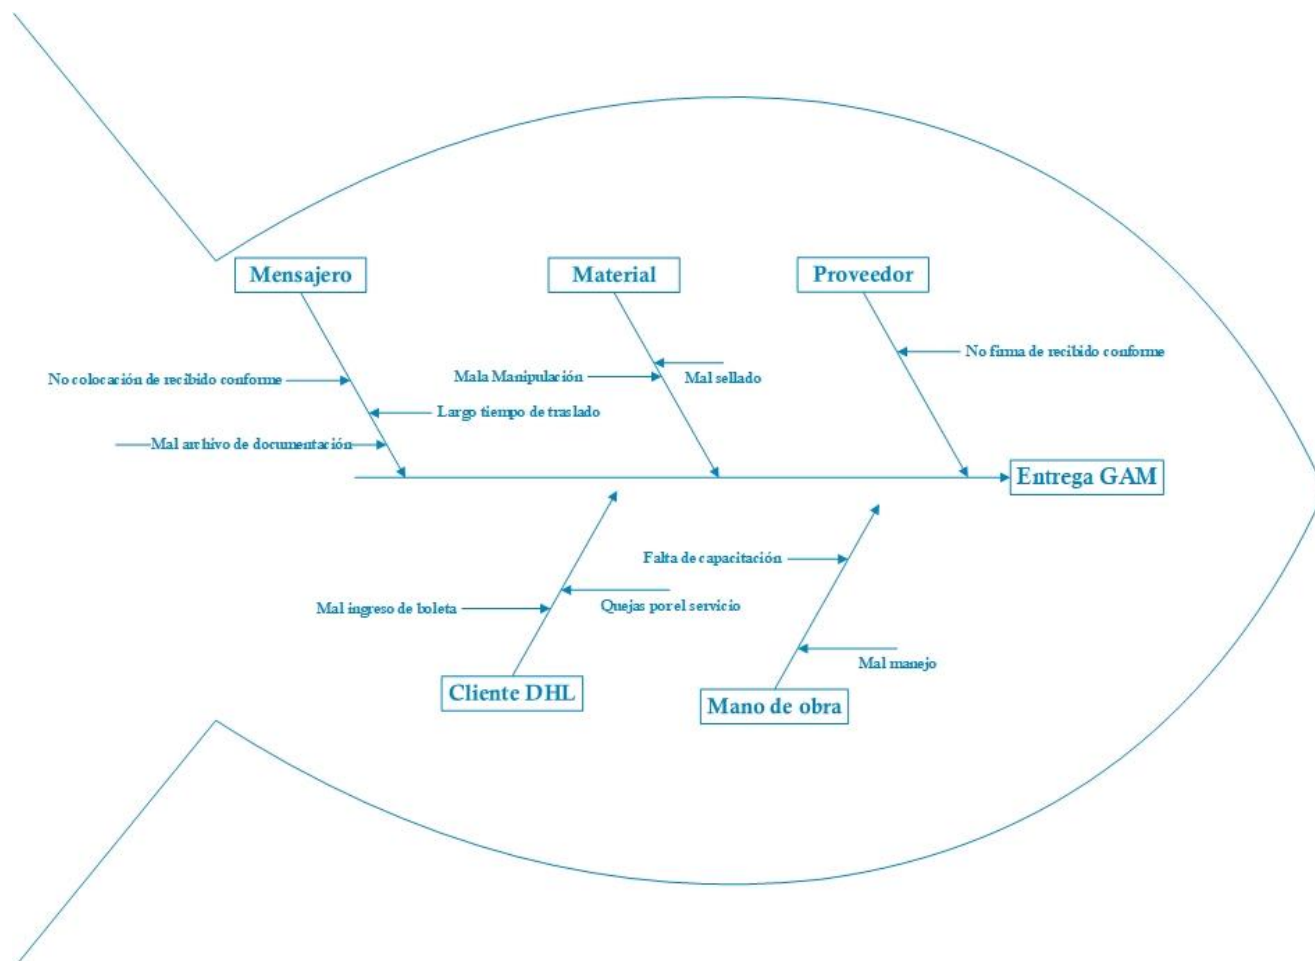 Mensajero
Material
Proveedor
No firma de recibido conforme
No colocación de recibido conforme
Mala Manipulación
Mal sellado
Largo tiempo de traslado
Mal archivo de documentación
Entrega GAM
Falta de capacitación
Mal ingreso de boleta
Quejas por el servicio
Mal manejo
Cliente DHL
Mano de obra